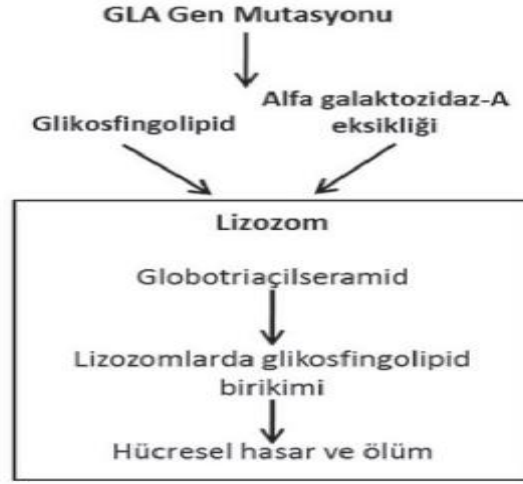 GLA Gen Mutasyonu
Glikosfingolipid
Alfa galaktozidaz-A
eksikliği
Lizozom
Globotriaçilseramid
Lizozomlarda glikosfingolipid
birikimi
Hücresel hasar ve ölüm